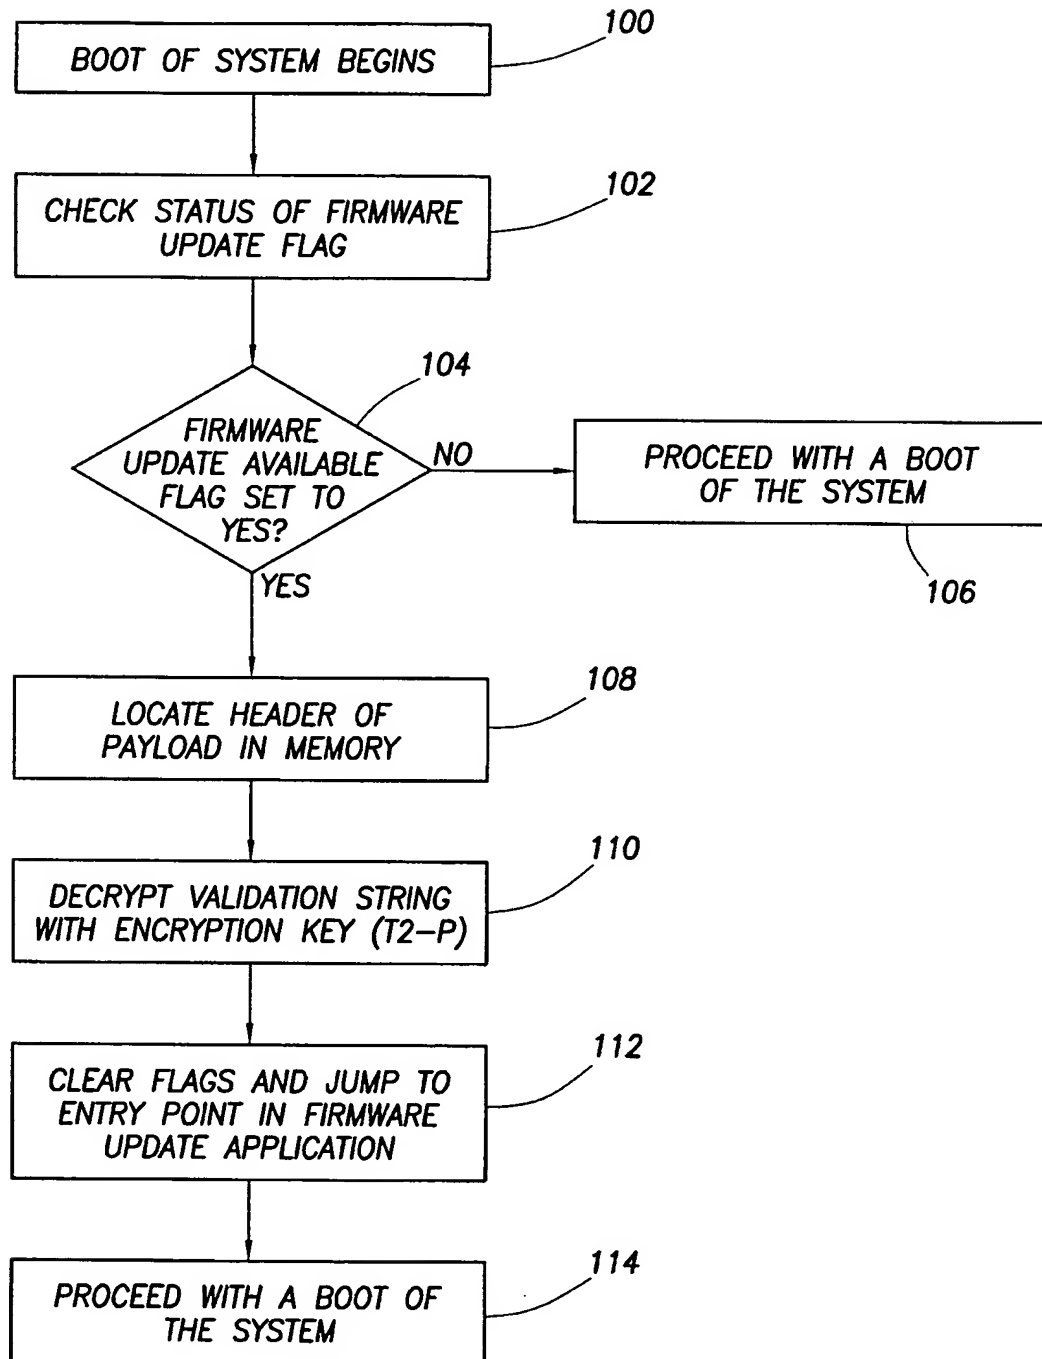 100
BOOT OF SYSTEM BEGINS
102
CHECK STATUS OF FIRMWARE
UPDATE FLAG
104
FIRMWARE
UPDATE AVAILABLE
FLAG SET TO
YES?
NO
PROCEED WITH A BOOT
OF THE SYSTEM
106
YES
108
LOCATE HEADER OF
PAYLOAD IN MEMORY
110
DECRYPT VALIDATION STRING
WITH ENCRYPTION KEY (T2-P)
112
CLEAR FLAGS AND JUMP TO
ENTRY POINT IN FIRMWARE
UPDATE APPLICATION
114
PROCEED WITH A BOOT OF
THE SYSTEM